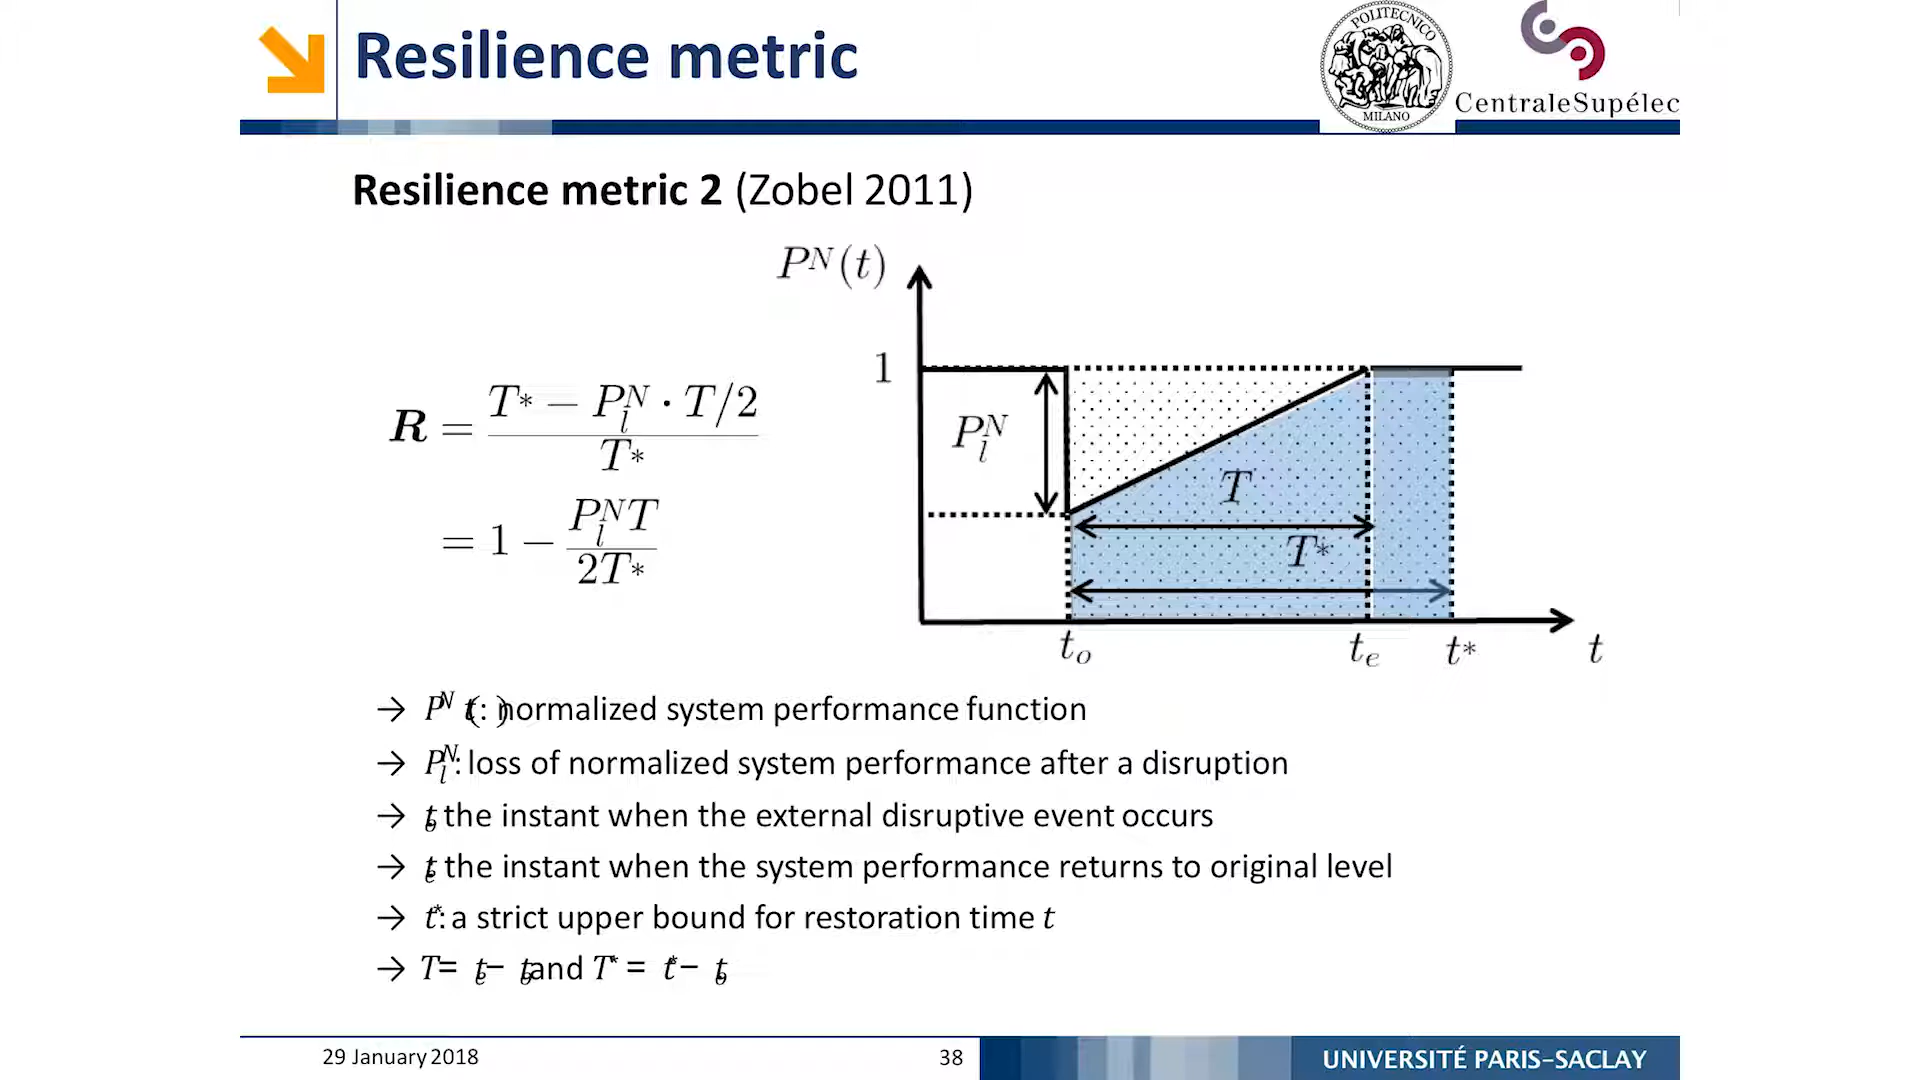 Resilience metric
POLITECNICO
MILANO
CentraleSupélec
Resilience metric 2 (Zobel 2011)
P^N(t)
1
R = (T* − P_l^N · T/2) / T*
= 1 − P_l^N T / 2T*
P_l^N
T
T*
t_o
t_e
t*
t
→ P^N(t): normalized system performance function
→ P_l^N: loss of normalized system performance after a disruption
→ t_o: the instant when the external disruptive event occurs
→ t_e: the instant when the system performance returns to original level
→ t*: a strict upper bound for restoration time t
→ T = t_e − t_o and T* = t* − t_o
29 January 2018
38
UNIVERSITÉ PARIS-SACLAY